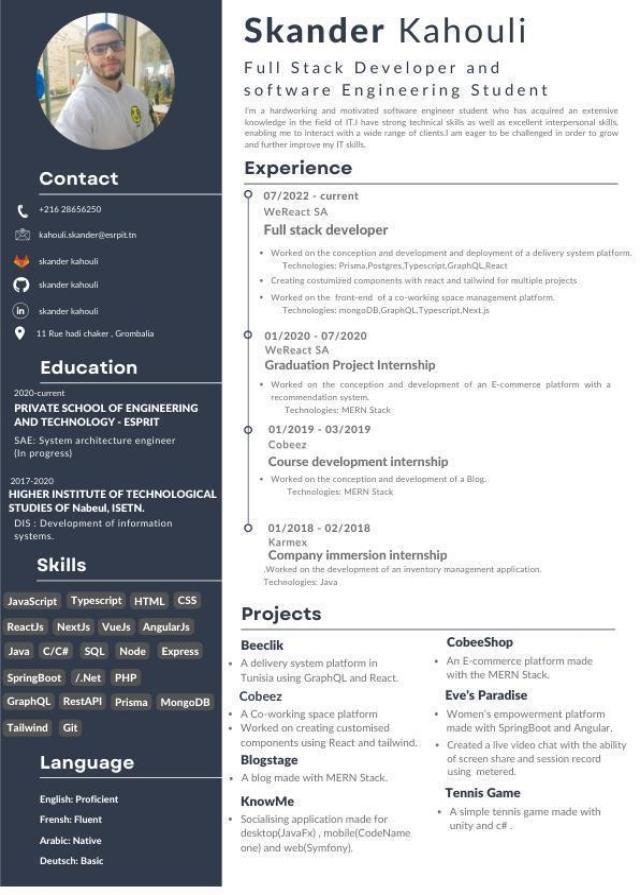 Skander Kahouli
Full Stack Developer and
software Engineering Student
I'm a hardworking and motivated software engineer student who has acquired an extensive
knowledge in the field of IT.I have strong technical skills as well as excellent interpersonal skills,
enabling me to interact with a wide range of clients.I am eager to be challenged in order to grow
and further improve my IT skills.
Contact
+216 28656250
kahouli.skander@esrpit.tn
skander kahouli
skander kahouli
in
skander kahouli
11 Rue hadi chaker , Grombalia
Education
2020-current
PRIVATE SCHOOL OF ENGINEERING
AND TECHNOLOGY - ESPRIT
SAE: System architecture engineer
(In progress)
2017-2020
HIGHER INSTITUTE OF TECHNOLOGICAL
STUDIES OF Nabeul, ISETN.
DIS : Development of information
systems.
Skills
JavaScript Typescript HTML CSS
ReactJs NextJs VueJs AngularJs
Java C/C# SQL Node Express
SpringBoot /.Net PHP
GraphQL RestAPI Prisma MongoDB
Tailwind Git
Language
English: Proficient
Frensh: Fluent
Arabic: Native
Deutsch: Basic
Experience
07/2022 - current
WeReact SA
Full stack developer
• Worked on the conception and development and deployment of a delivery system platform.
Technologies: Prisma,Postgres,Typescript,GraphQL,React
• Creating costumized components with react and tailwind for multiple projects
• Worked on the front-end of a co-working space management platform.
Technologies: mongoDB,GraphQL,Typescript,Next.js
01/2020 - 07/2020
WeReact SA
Graduation Project Internship
• Worked on the conception and development of an E-commerce platform with a
recommendation system.
Technologies: MERN Stack
01/2019 - 03/2019
Cobeez
Course development internship
• Worked on the conception and development of a Blog.
Technologies: MERN Stack
01/2018 - 02/2018
Karmex
Company immersion internship
.Worked on the development of an inventory management application.
Technologies: Java
Projects
Beeclik
• A delivery system platform in
Tunisia using GraphQL and React.
Cobeez
• A Co-working space platform
• Worked on creating customised
components using React and tailwind.
Blogstage
• A blog made with MERN Stack.
KnowMe
• Socialising application made for
desktop(JavaFx) , mobile(CodeName
one) and web(Symfony).
CobeeShop
• An E-commerce platform made
with the MERN Stack.
Eve's Paradise
• Women's empowerment platform
made with SpringBoot and Angular.
• Created a live video chat with the ability
of screen share and session record
using metered.
Tennis Game
• A simple tennis game made with
unity and c# .